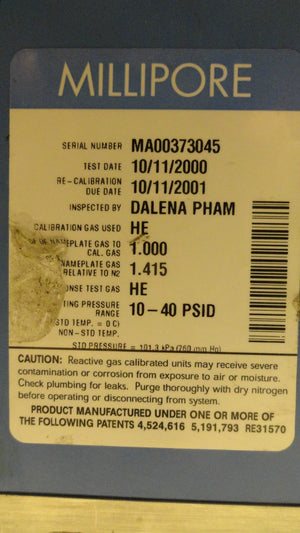 MILLIPORE
SERIAL NUMBER MA00373045
TEST DATE 10/11/2000
RE-CALIBRATION
DUE DATE 10/11/2001
INSPECTED BY DALENA PHAM
CALIBRATION GAS USED HE
NAMEPLATE GAS TO
CAL. GAS 1.000
NAMEPLATE GAS
RELATIVE TO N2 1.415
TEST GAS HE
PRESSURE
RANGE 10-40 PSID
STD TEMP. = 0 C)
NON-STD TEMP.
STD PRESSURE = 101.3 kPa (760 mm Hg)
CAUTION: Reactive gas calibrated units may receive severe
contamination or corrosion from exposure to air or moisture.
Check plumbing for leaks. Purge thoroughly with dry nitrogen
before operating or disconnecting from system.
PRODUCT MANUFACTURED UNDER ONE OR MORE OF
THE FOLLOWING PATENTS 4,524,616 5,191,793 RE31570